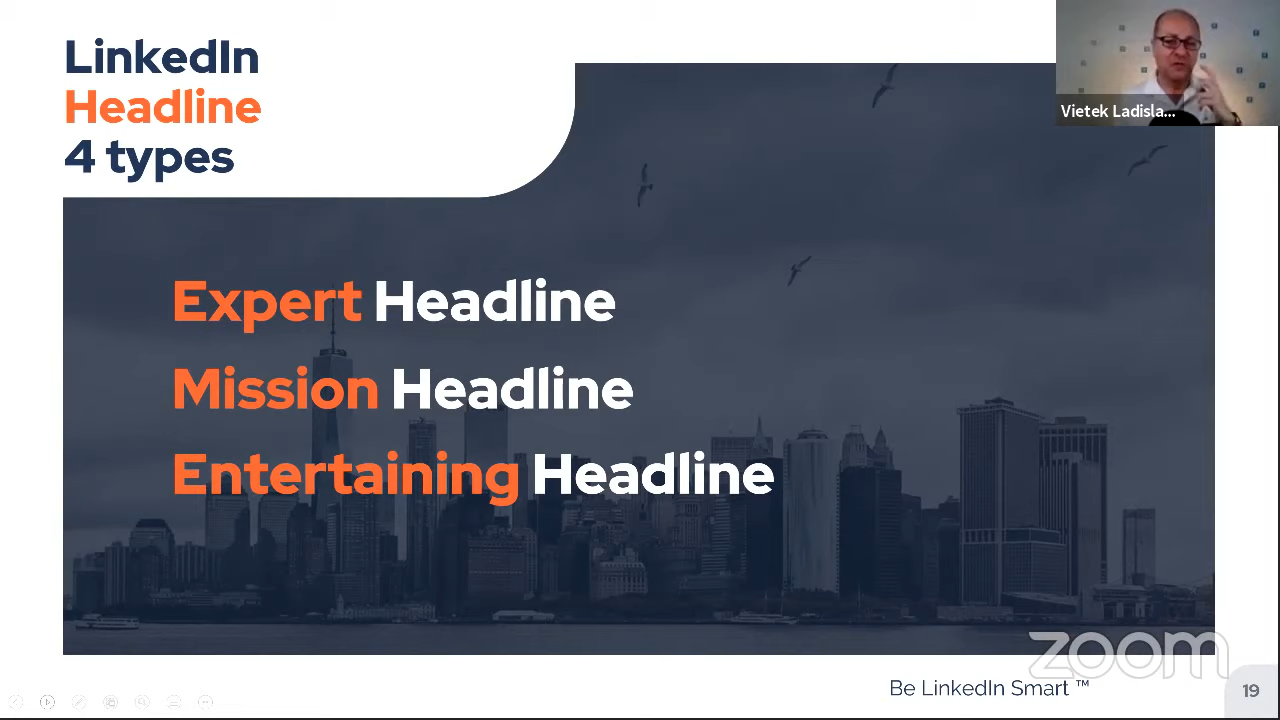 LinkedIn
Headline
4 types
Vietek Ladisla...
Expert Headline
Mission Headline
Entertaining Headline
zoom
Be LinkedIn Smart ™
19